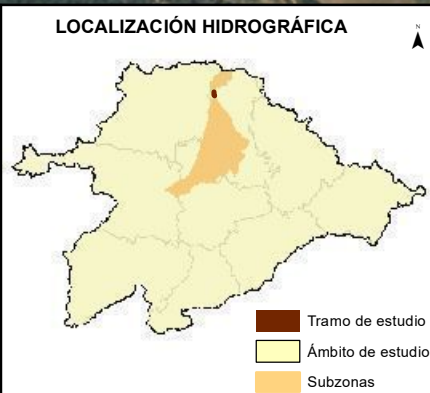 LOCALIZACIÓN HIDROGRÁFICA
N
Tramo de estudio
Ámbito de estudio
Subzonas